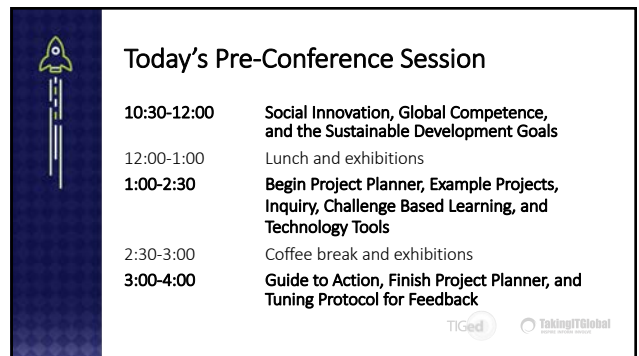 Today's Pre-Conference Session
10:30-12:00 Social Innovation, Global Competence,
and the Sustainable Development Goals
12:00-1:00 Lunch and exhibitions
1:00-2:30 Begin Project Planner, Example Projects,
Inquiry, Challenge Based Learning, and
Technology Tools
2:30-3:00 Coffee break and exhibitions
3:00-4:00 Guide to Action, Finish Project Planner, and
Tuning Protocol for Feedback
TIGed TakingITGlobal